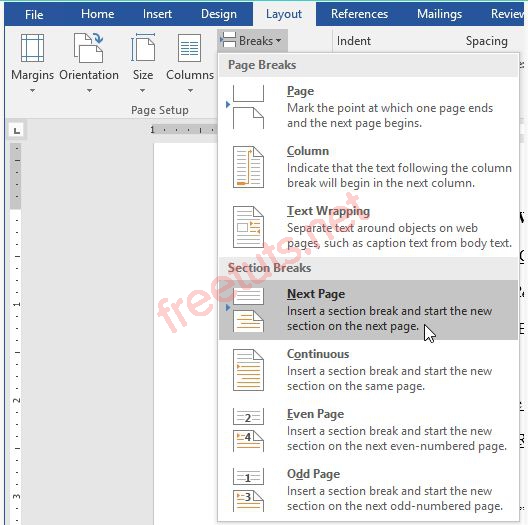 File Home Insert Design Layout References Mailings Review
Breaks Indent Spacing
Margins Orientation Size Columns
Page Setup
Page Breaks
Page
Mark the point at which one page ends
and the next page begins.
Column
Indicate that the text following the column
break will begin in the next column.
Text Wrapping
Separate text around objects on web
pages, such as caption text from body text.
Section Breaks
Next Page
Insert a section break and start the new
section on the next page.
Continuous
Insert a section break and start the new
section on the same page.
Even Page
Insert a section break and start the new
section on the next even-numbered page.
Odd Page
Insert a section break and start the new
section on the next odd-numbered page.
freetuts.net